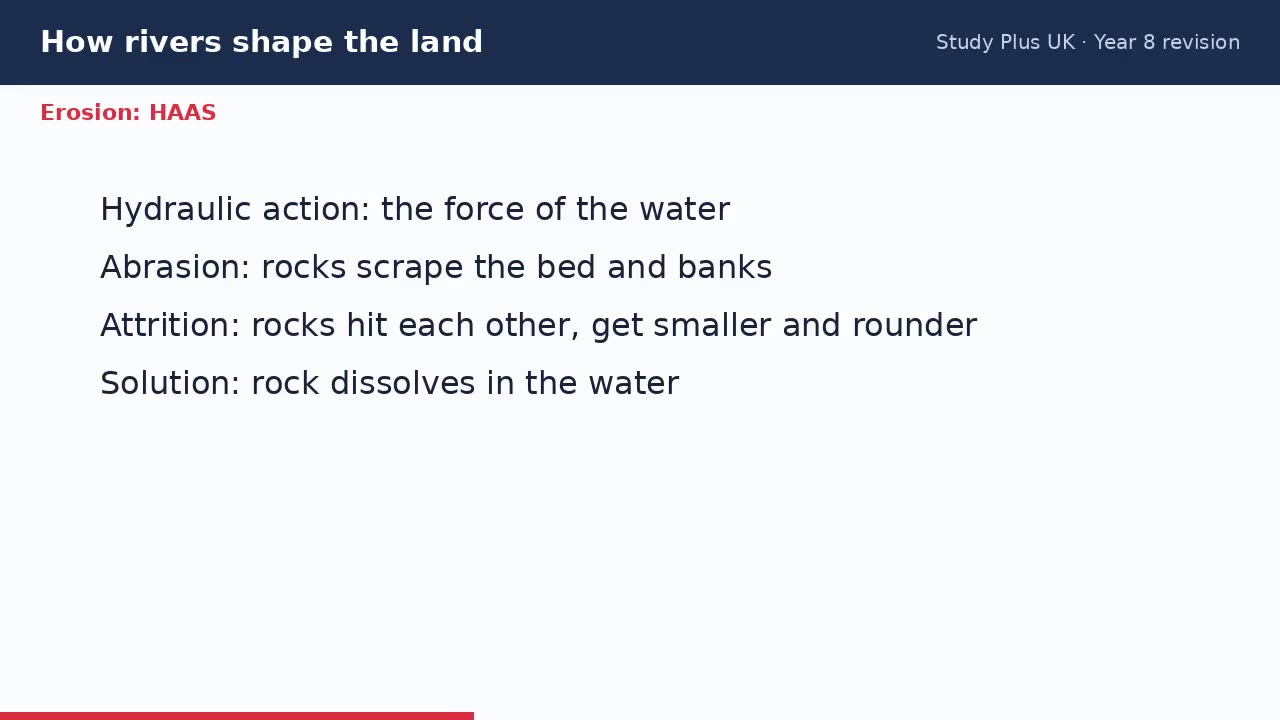 How rivers shape the land
Study Plus UK · Year 8 revision
Erosion: HAAS
Hydraulic action: the force of the water
Abrasion: rocks scrape the bed and banks
Attrition: rocks hit each other, get smaller and rounder
Solution: rock dissolves in the water